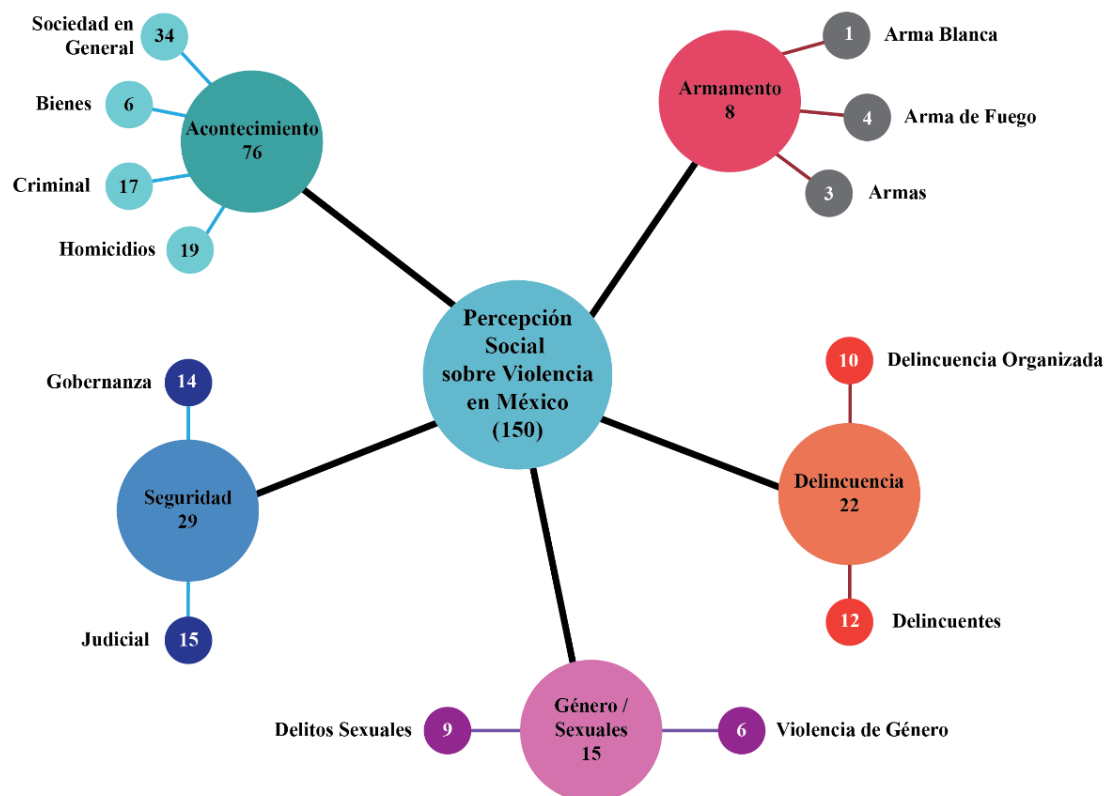 Sociedad en
General
34
Bienes
6
Criminal
17
Homicidios
19
Acontecimiento
76
Armamento
8
1
Arma Blanca
4
Arma de Fuego
3
Armas
Percepción
Social
sobre Violencia
en México
(150)
Gobernanza
14
Seguridad
29
Judicial
15
10
Delincuencia Organizada
Delincuencia
22
12
Delincuentes
Delitos Sexuales
9
Género /
Sexuales
15
6
Violencia de Género